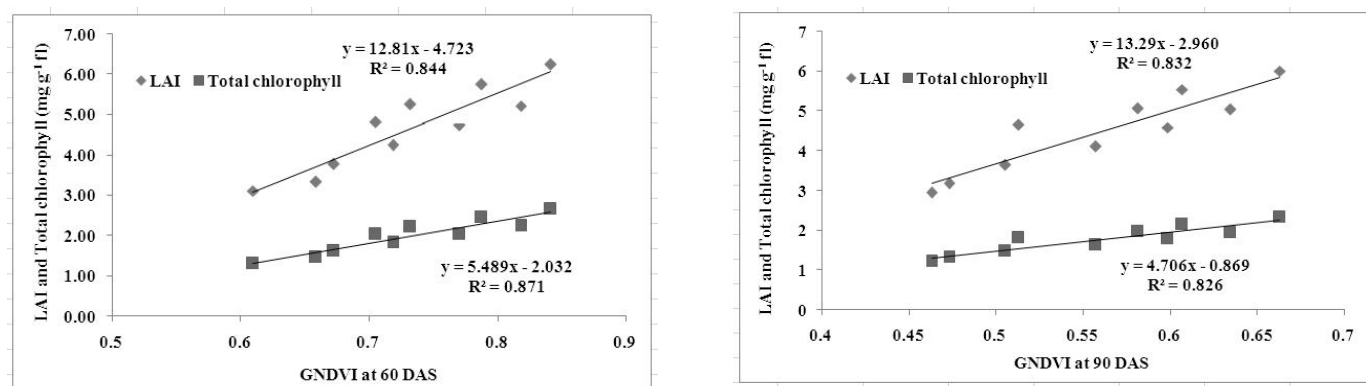 7.00
6.00
5.00
4.00
3.00
2.00
1.00
0.00
LAI and Total chlorophyll (mg g⁻¹ fl)
y = 12.81x - 4.723
R² = 0.844
LAI Total chlorophyll
y = 5.489x - 2.032
R² = 0.871
0.5 0.6 0.7 0.8 0.9
GNDVI at 60 DAS
7
6
5
4
3
2
1
0
LAI and Total chlorophyll (mg g⁻¹ fl)
y = 13.29x - 2.960
R² = 0.832
LAI Total chlorophyll
y = 4.706x - 0.869
R² = 0.826
0.4 0.45 0.5 0.55 0.6 0.65 0.7
GNDVI at 90 DAS